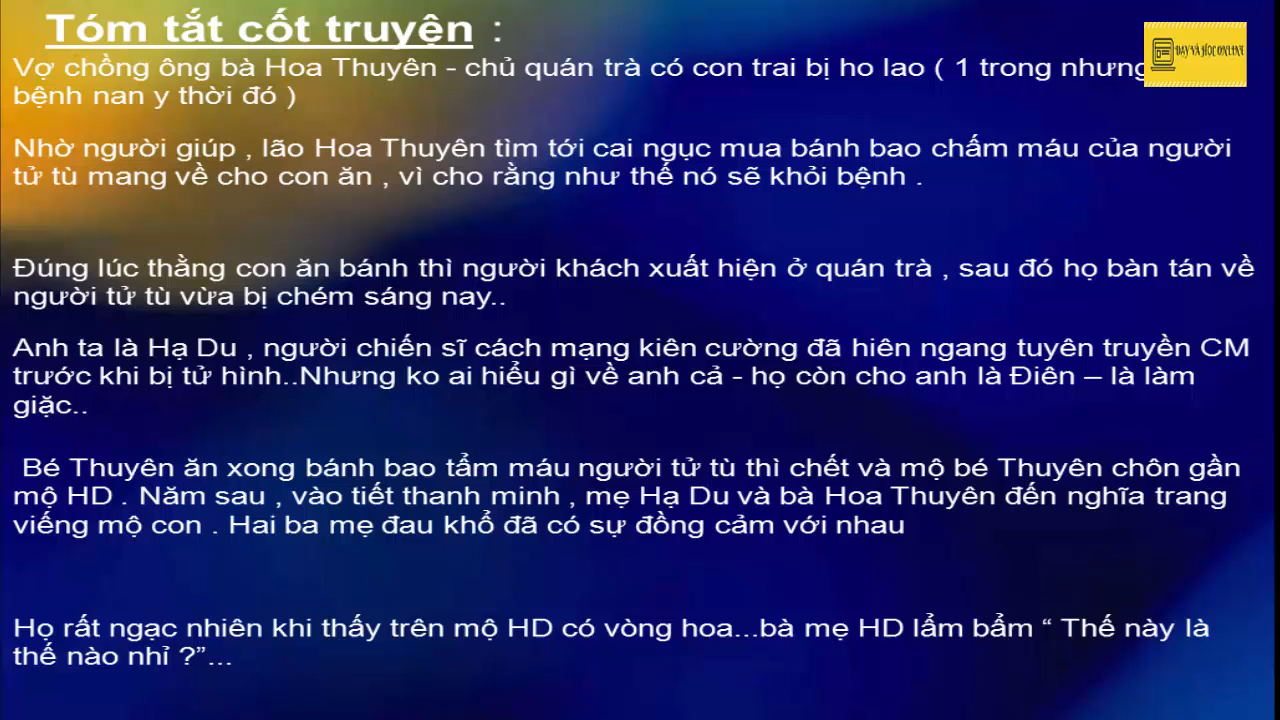 Tóm tắt cốt truyện :
Vợ chồng ông bà Hoa Thuyên - chủ quán trà có con trai bị ho lao ( 1 trong nhưng
bệnh nan y thời đó )
Nhờ người giúp , lão Hoa Thuyên tìm tới cai ngục mua bánh bao chấm máu của người
tử tù mang về cho con ăn , vì cho rằng như thế nó sẽ khỏi bệnh .
Đúng lúc thằng con ăn bánh thì người khách xuất hiện ở quán trà , sau đó họ bàn tán về
người tử tù vừa bị chém sáng nay..
Anh ta là Hạ Du , người chiến sĩ cách mạng kiên cường đã hiên ngang tuyên truyền CM
trước khi bị tử hình..Nhưng ko ai hiểu gì về anh cả - họ còn cho anh là Điên – là làm
giặc..
Bé Thuyên ăn xong bánh bao tẩm máu người tử tù thì chết và mộ bé Thuyên chôn gần
mộ HD . Năm sau , vào tiết thanh minh , mẹ Hạ Du và bà Hoa Thuyên đến nghĩa trang
viếng mộ con . Hai ba mẹ đau khổ đã có sự đồng cảm với nhau
Họ rất ngạc nhiên khi thấy trên mộ HD có vòng hoa...bà mẹ HD lẩm bẩm “ Thế này là
thế nào nhỉ ?”...
DẠY VÀ HỌC ONLINE